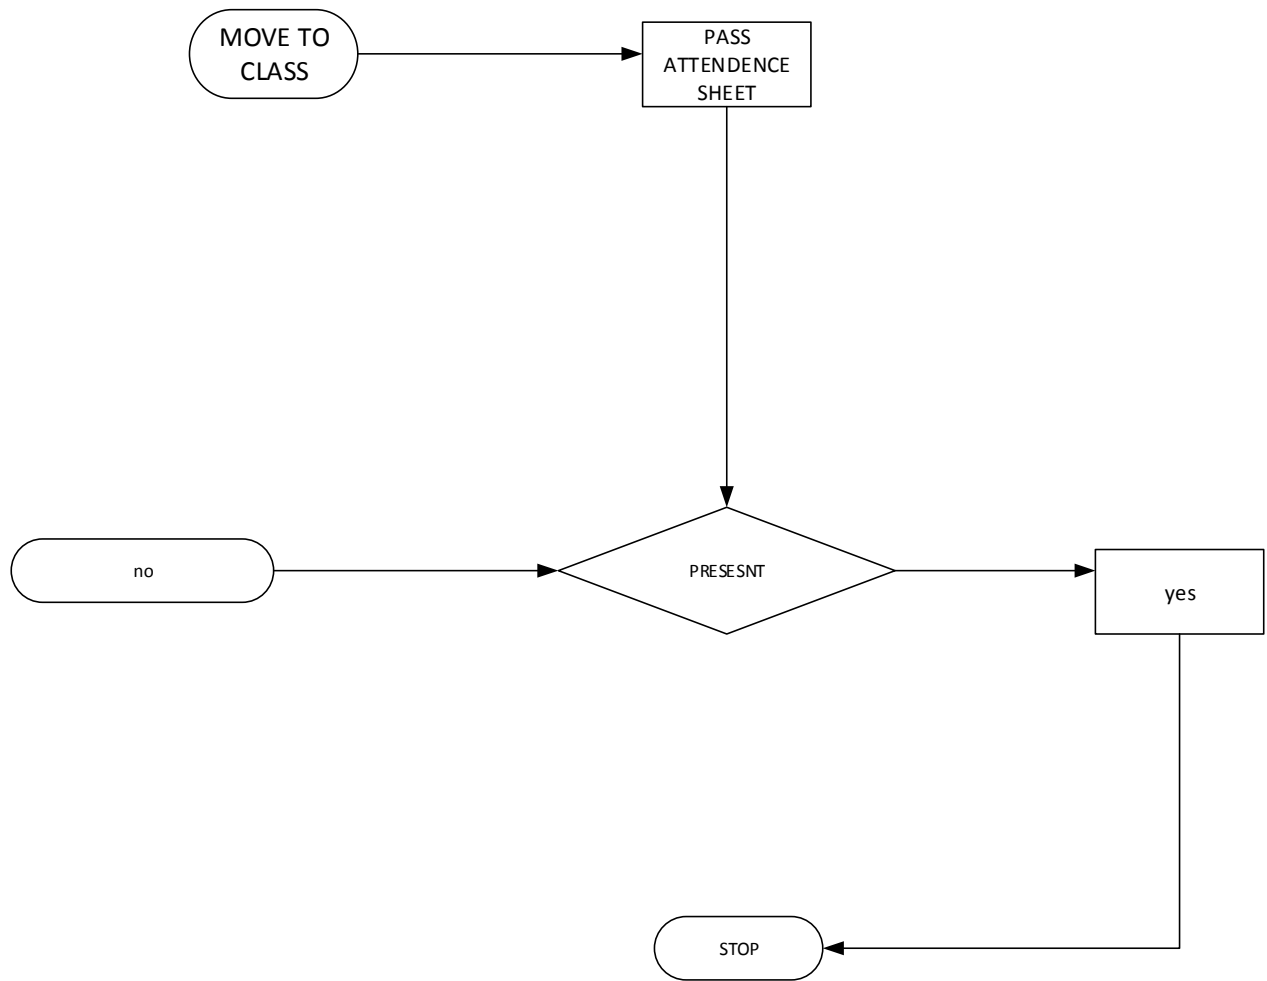 MOVE TO
CLASS
PASS
ATTENDENCE
SHEET
no
PRESESNT
yes
STOP